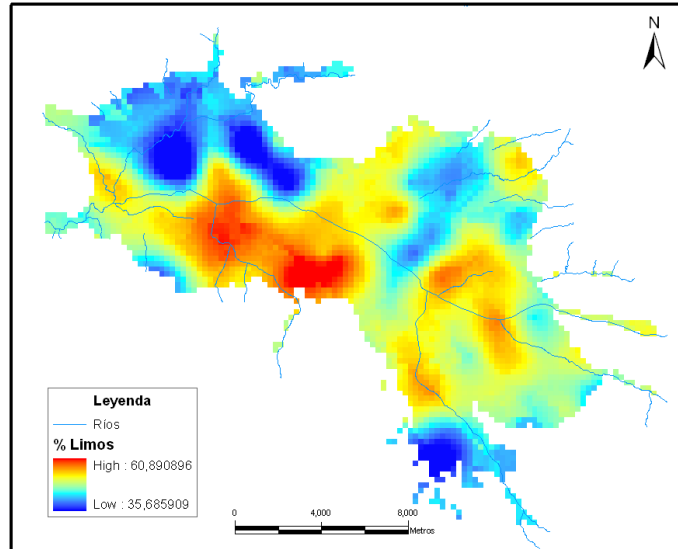 N
Leyenda
Ríos
% Limos
High : 60,890896
Low : 35,685909
0 4,000 8,000
Metros